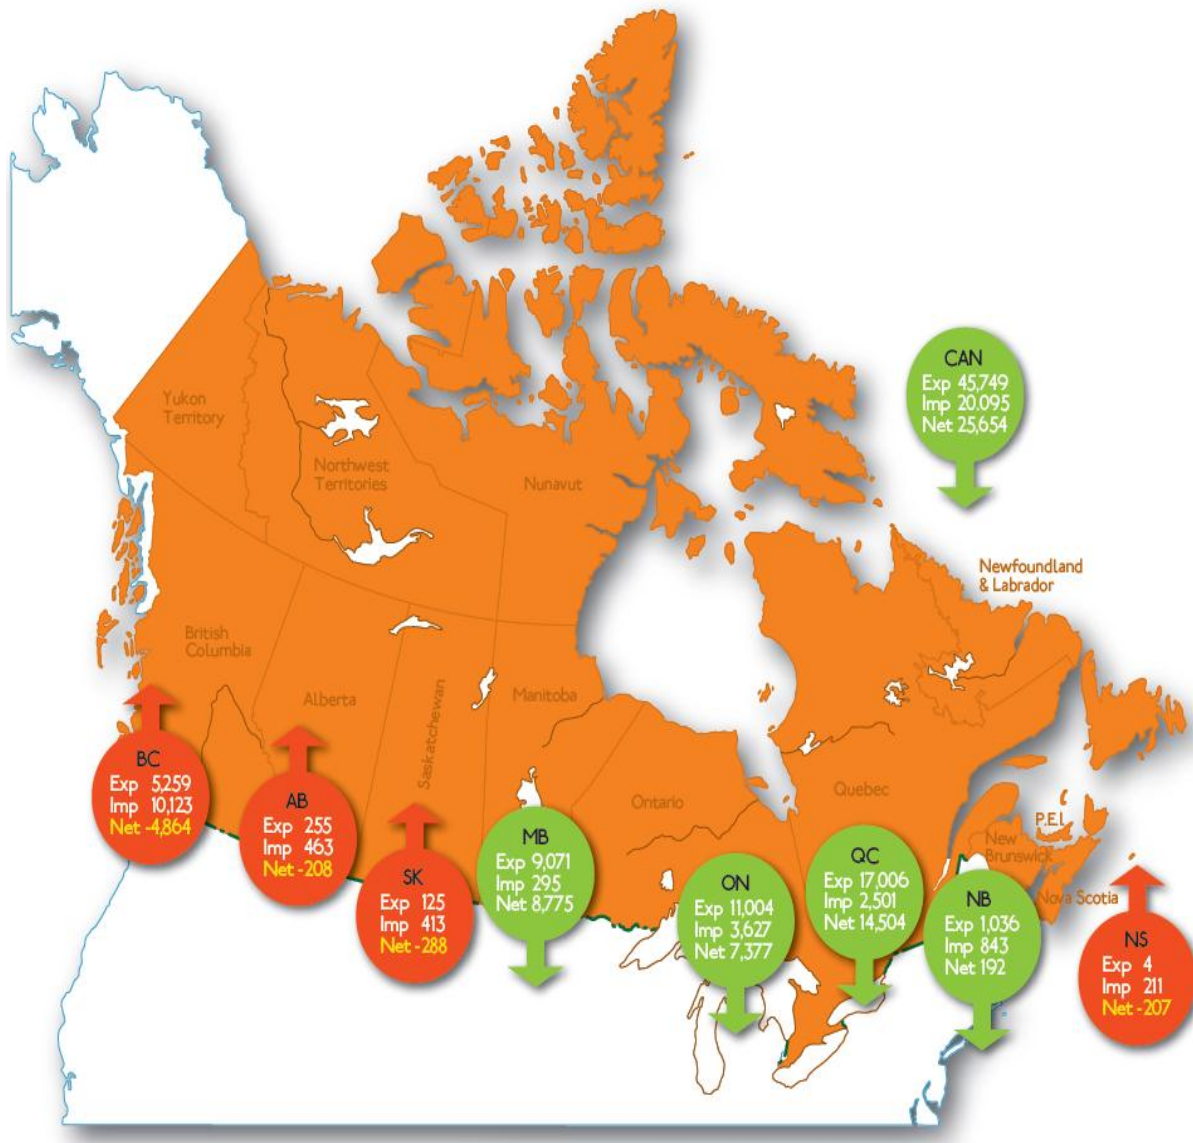 CAN
Exp 45,749
Imp 20.095
Net 25,654
Yukon
Territory
Northwest
Territories
Nunavut
Newfoundland
& Labrador
British
Columbia
Alberta
Saskatchewan
Manitoba
Ontario
Quebec
P.E.I.
New
Brunswick
Nova Scotia
BC
Exp 5,259
Imp 10,123
Net -4,864
AB
Exp 255
Imp 463
Net -208
SK
Exp 125
Imp 413
Net -288
MB
Exp 9,071
Imp 295
Net 8,775
ON
Exp 11,004
Imp 3,627
Net 7,377
QC
Exp 17,006
Imp 2,501
Net 14,504
NB
Exp 1,036
Imp 843
Net 192
NS
Exp 4
Imp 211
Net -207